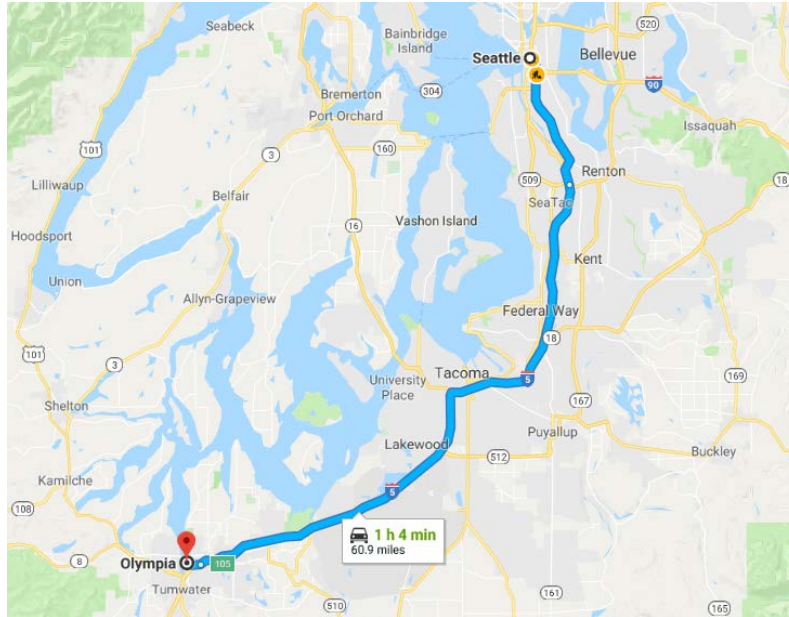 Seabeck
Bainbridge
Island
Seattle
520
Bellevue
90
Bremerton
304
Port Orchard
Issaquah
101
3
160
18
Renton
Lilliwaup
509
Belfair
SeaTac
Vashon Island
16
Hoodsport
Kent
Union
Allyn-Grapeview
Federal Way
18
101
3
Tacoma
169
University
Place
5
Shelton
167
Puyallup
Lakewood
512
Buckley
Kamilche
5
108
1 h 4 min
60.9 miles
8
Olympia
105
Tumwater
161
510
165